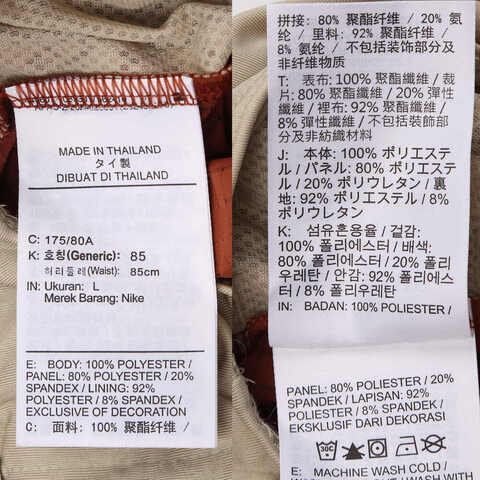 MADE IN THAILAND
タイ製
DIBUAT DI THAILAND
C: 175/80A
K: 호칭(Generic): 85
허리둘레(Waist): 85cm
IN: Ukuran: L
Merek Barang: Nike
E: BODY: 100% POLYESTER /
PANEL: 80% POLYESTER / 20%
SPANDEX / LINING: 92%
POLYESTER / 8% SPANDEX /
EXCLUSIVE OF DECORATION
C: 面料: 100% 聚酯纤维 /
拼接: 80% 聚酯纤维 / 20% 氨
纶 / 里料: 92% 聚酯纤维 /
8% 氨纶 / 不包括装饰部分及
非纤维物质
T: 表布: 100% 聚酯纖維 / 裁
片: 80% 聚酯纖維 / 20% 彈性
纖維 / 裡布: 92% 聚酯纖維 /
8% 彈性纖維 / 不包括裝飾部
分及非紡織材料
J: 本体: 100% ポリエステ
ル / パネル: 80% ポリエステ
ル / 20% ポリウレタン / 裏
地: 92% ポリエステル / 8%
ポリウレタン
K: 섬유혼용율 / 겉감:
100% 폴리에스터 / 배색:
80% 폴리에스터 / 20% 폴리
우레탄 / 안감: 92% 폴리에스
터 / 8% 폴리우레탄
IN: BADAN: 100% POLIESTER /
PANEL: 80% POLIESTER / 20%
SPANDEK / LAPISAN: 92%
POLIESTER / 8% SPANDEK /
EKSKLUSIF DARI DEKORASI
30C
E: MACHINE WASH COLD /